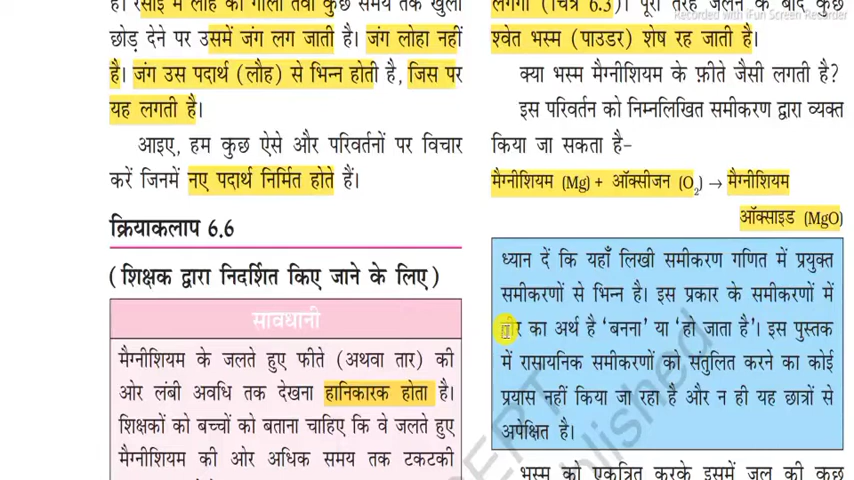 है। रसोई में लोहे का गीला तवा कुछ समय तक खुला
छोड़ देने पर उसमें जंग लग जाती है। जंग लोहा नहीं
है। जंग उस पदार्थ (लौह) से भिन्न होती है, जिस पर
यह लगती है।
आइए, हम कुछ ऐसे और परिवर्तनों पर विचार
करें जिनमें नए पदार्थ निर्मित होते हैं।
क्रियाकलाप 6.6
(शिक्षक द्वारा निदर्शित किए जाने के लिए)
सावधानी
मैग्नीशियम के जलते हुए फीते (अथवा तार) की
ओर लंबी अवधि तक देखना हानिकारक होता है।
शिक्षकों को बच्चों को बताना चाहिए कि वे जलते हुए
मैग्नीशियम की ओर अधिक समय तक टकटकी
लगेगा (चित्र 6.3)। पूरी तरह जलने के बाद कुछ
Recorded with iFun Screen Recorder
श्वेत भस्म (पाउडर) शेष रह जाती है।
क्या भस्म मैग्नीशियम के फ़ीते जैसी लगती है?
इस परिवर्तन को निम्नलिखित समीकरण द्वारा व्यक्त
किया जा सकता है–
मैग्नीशियम (Mg) + ऑक्सीजन (O₂) → मैग्नीशियम
ऑक्साइड (MgO)
ध्यान दें कि यहाँ लिखी समीकरण गणित में प्रयुक्त
समीकरणों से भिन्न है। इस प्रकार के समीकरणों में
तीर का अर्थ है ‘बनना’ या ‘हो जाता है’। इस पुस्तक
में रासायनिक समीकरणों को संतुलित करने का कोई
प्रयास नहीं किया जा रहा है और न ही यह छात्रों से
अपेक्षित है।
भस्म को एकत्रित करके इसमें जल की कुछ